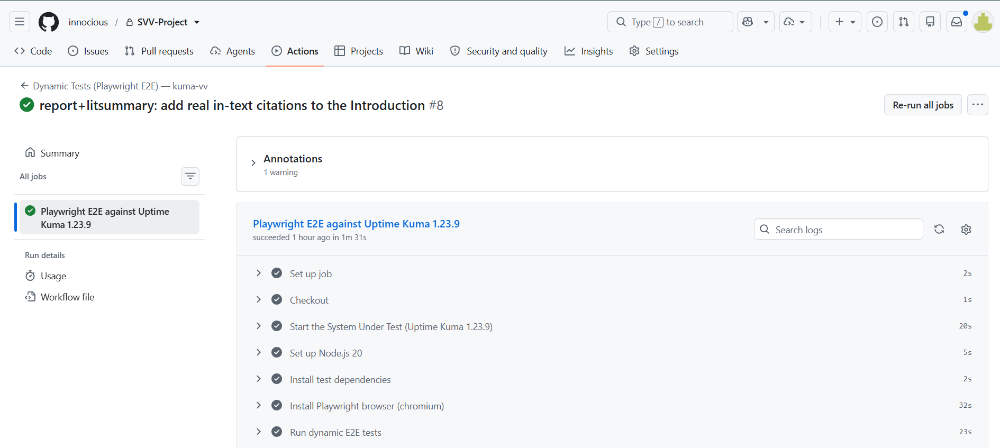 innocious / SVV-Project
Type / to search
Code
Issues
Pull requests
Agents
Actions
Projects
Wiki
Security and quality
Insights
Settings
Dynamic Tests (Playwright E2E) — kuma-vv
report+litsummary: add real in-text citations to the Introduction #8
Re-run all jobs
Summary
All jobs
Playwright E2E against Uptime
Kuma 1.23.9
Run details
Usage
Workflow file
Annotations
1 warning
Playwright E2E against Uptime Kuma 1.23.9
succeeded 1 hour ago in 1m 31s
Search logs
Set up job 2s
Checkout 1s
Start the System Under Test (Uptime Kuma 1.23.9) 20s
Set up Node.js 20 5s
Install test dependencies 2s
Install Playwright browser (chromium) 32s
Run dynamic E2E tests 23s